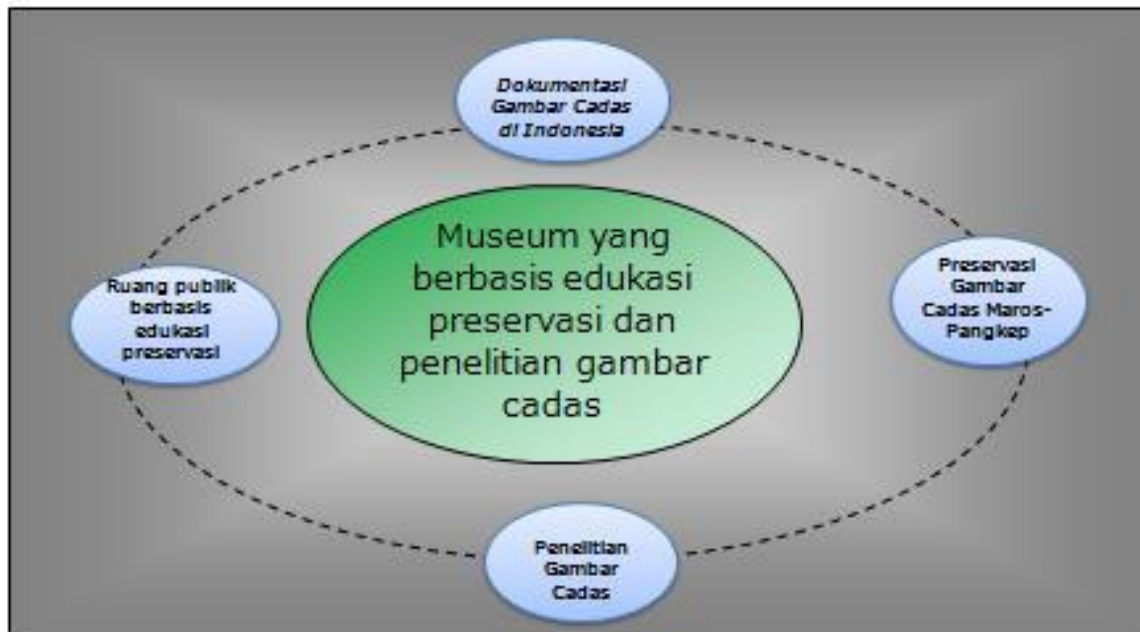 Dokumentasi
Gambar Cadas
di Indonesia
Museum yang
berbasis edukasi
preservasi dan
penelitian gambar
cadas
Ruang publik
berbasis
edukasi
preservasi
Preservasi
Gambar
Cadas Maros-
Pangkep
Penelitian
Gambar
Cadas